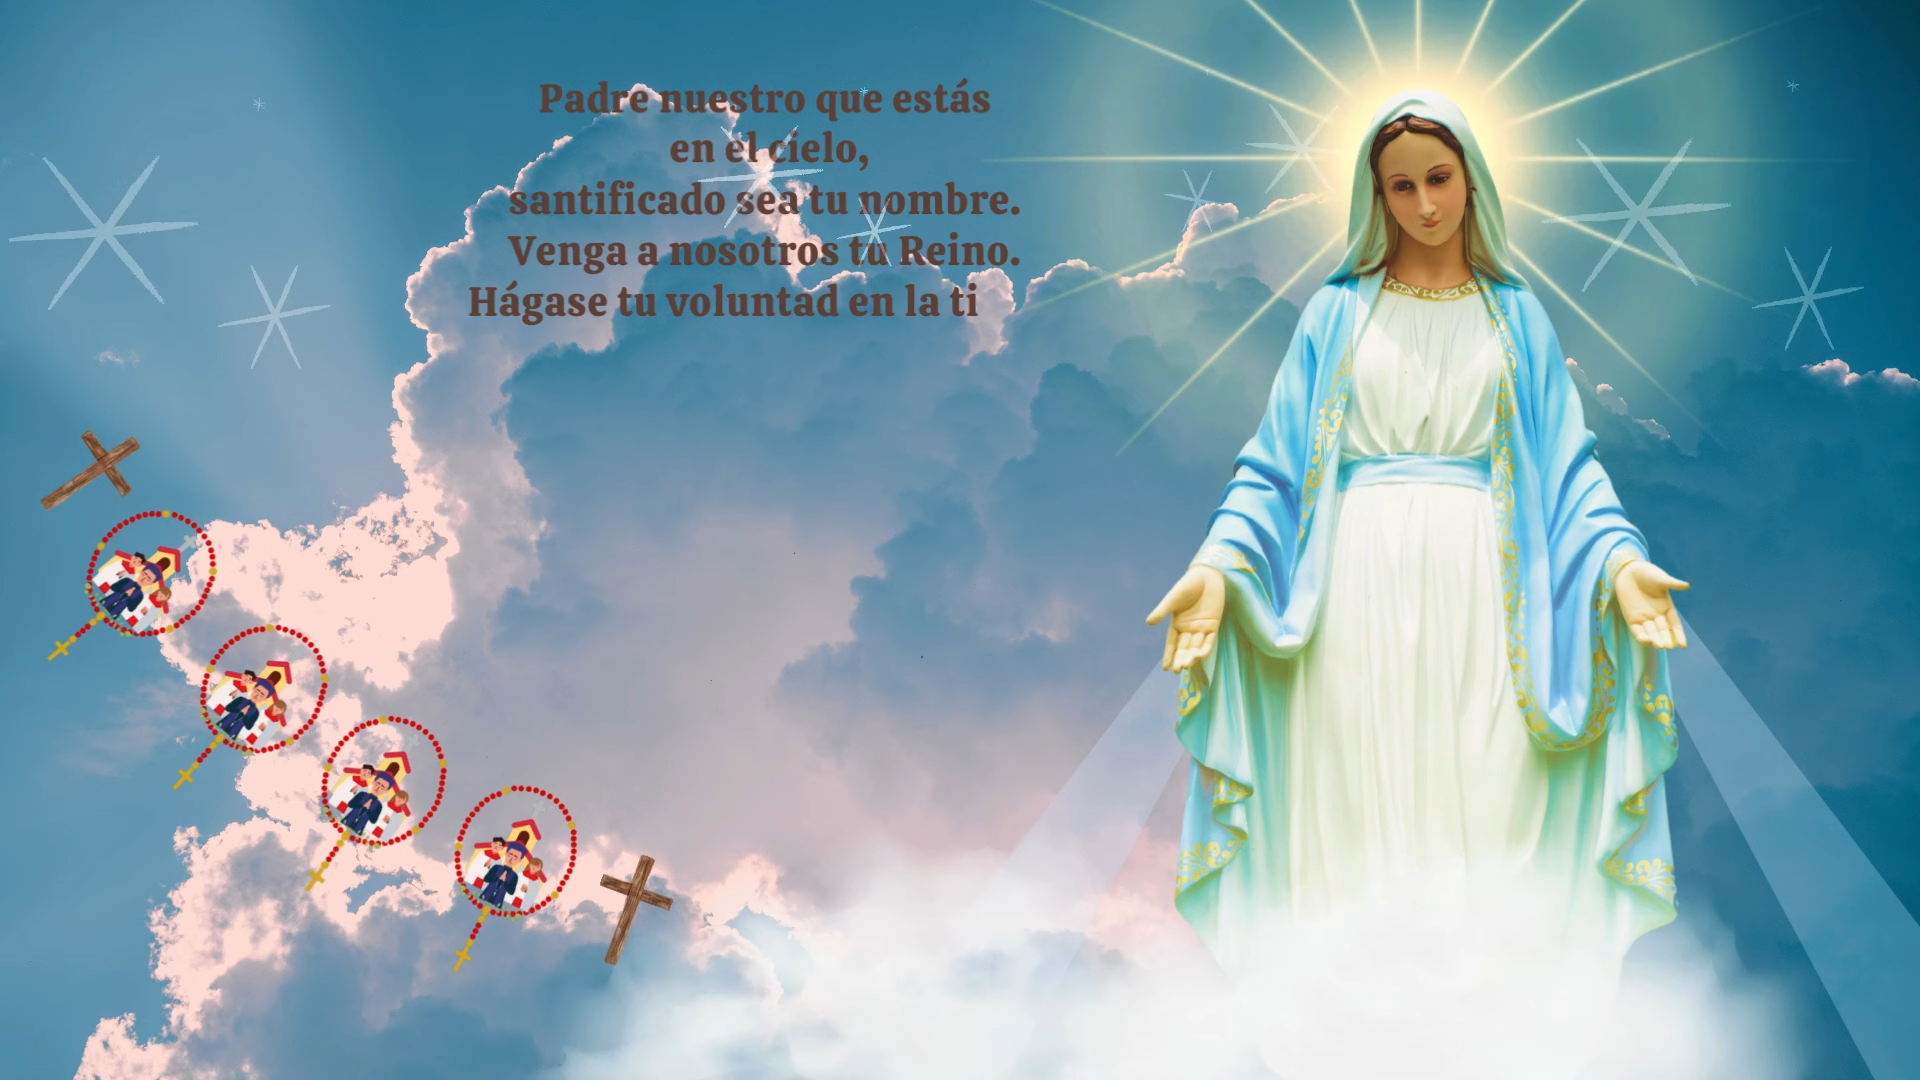 Padre nuestro que estás
en el cielo,
santificado sea tu nombre.
Venga a nosotros tu Reino.
Hágase tu voluntad en la ti